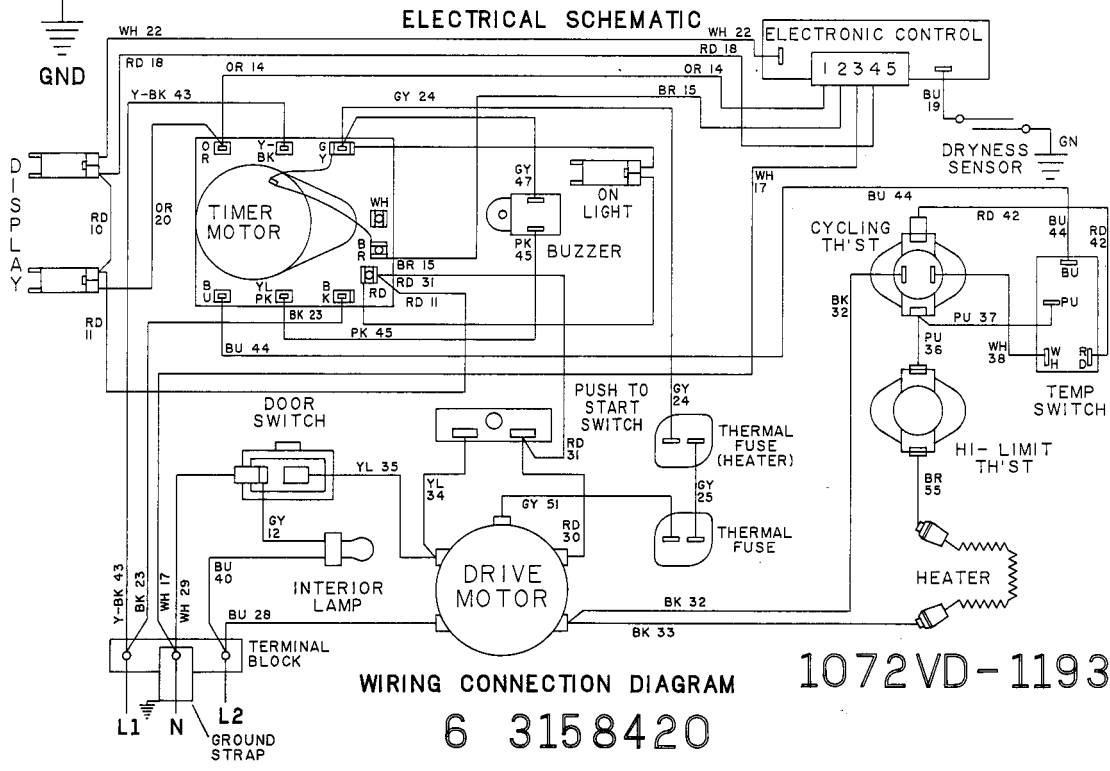 ELECTRICAL SCHEMATIC
GND
WH 22
RD 18
OR 14
Y-BK 43
GY 24
WH 22
RD 18
OR 14
BR 15
ELECTRONIC CONTROL
1 2 3 4 5
BU
19
DRYNESS
SENSOR
GN
DISPLAY
RD
10
OR
20
RD
11
O
R
Y-
BK
G
Y
TIMER
MOTOR
WH
B
R
RD
B
U
YL
PK
B
K
BR 15
RD 31
RD 11
BK 23
PK 45
BU 44
GY
47
PK
45
BUZZER
ON
LIGHT
WH
17
BU 44
RD 42
BU
44
RD
42
CYCLING
TH'ST
BK
32
PU 37
PU
36
WH
38
BU
PU
W
H
R
D
TEMP
SWITCH
HI-LIMIT
TH'ST
BR
55
HEATER
DOOR
SWITCH
YL 35
GY
12
BU
40
INTERIOR
LAMP
PUSH TO
START
SWITCH
RD
31
YL
34
GY 51
RD
30
GY
24
THERMAL
FUSE
(HEATER)
GY
25
THERMAL
FUSE
DRIVE
MOTOR
BK 32
BK 33
Y-BK 43
BK 23
WH 17
WH 29
BU 28
TERMINAL
BLOCK
L1
N
L2
GROUND
STRAP
WIRING CONNECTION DIAGRAM
1072VD-1193
6 3158420